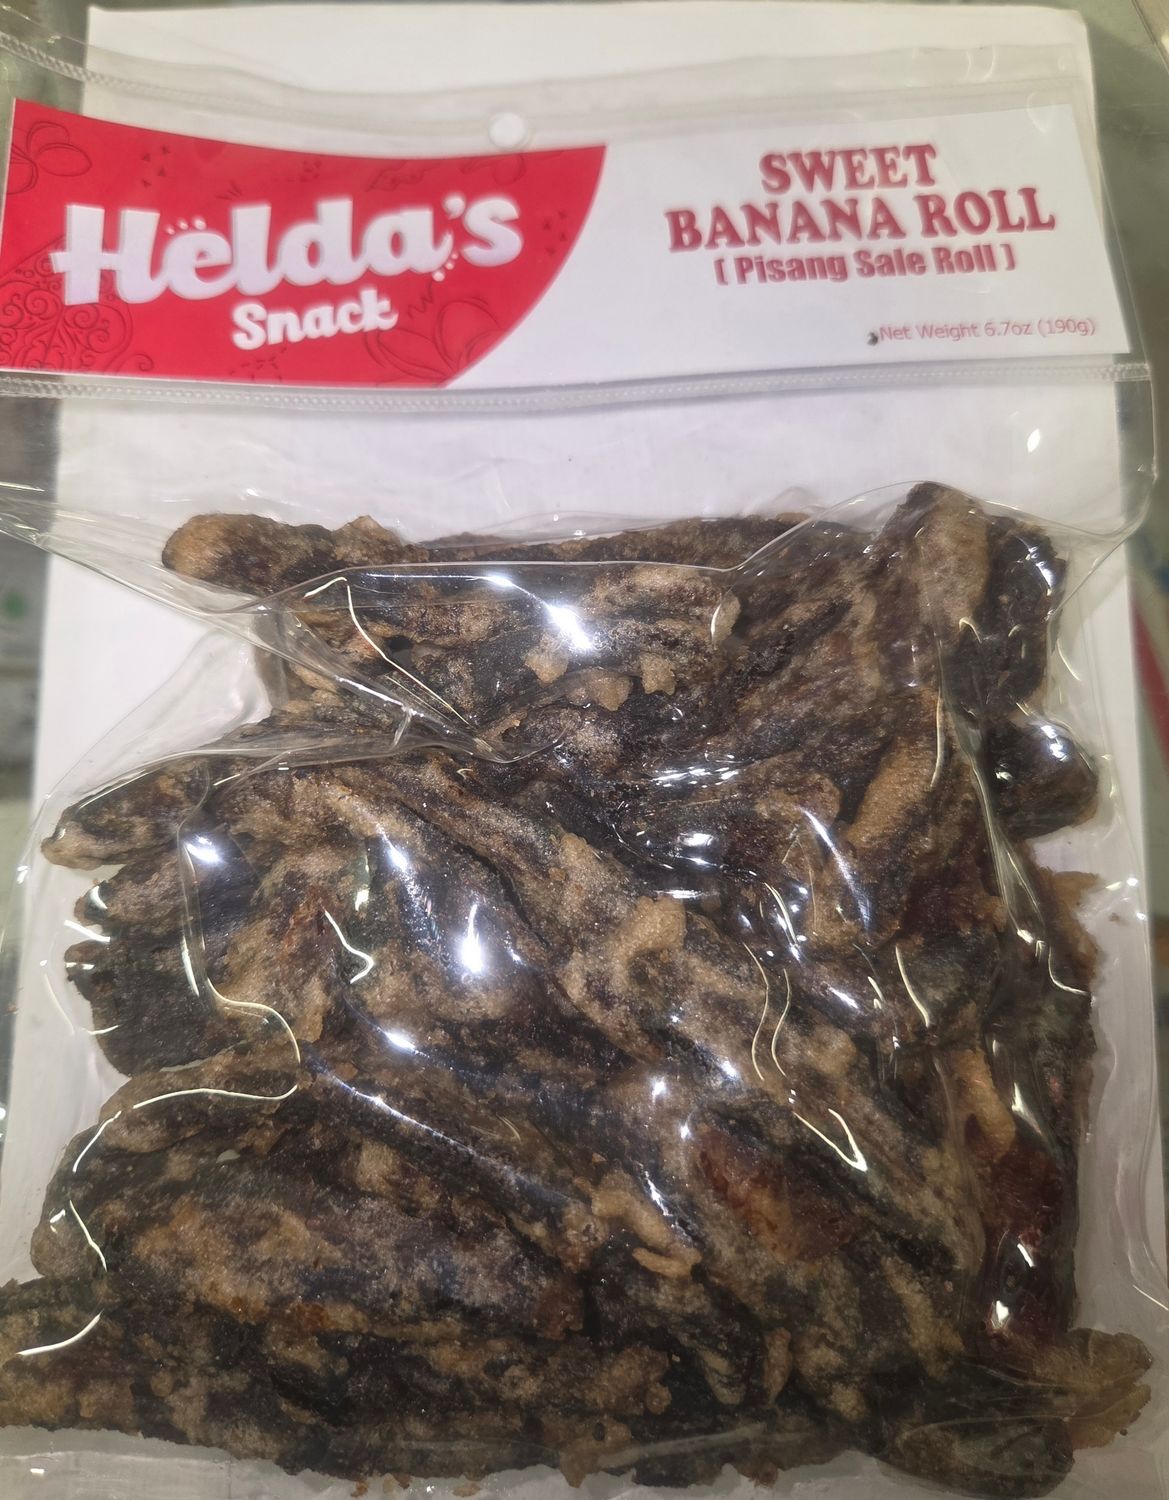 Helda's
Snack
SWEET
BANANA ROLL
( Pisang Sale Roll )
Net Weight 6.7oz (190g)